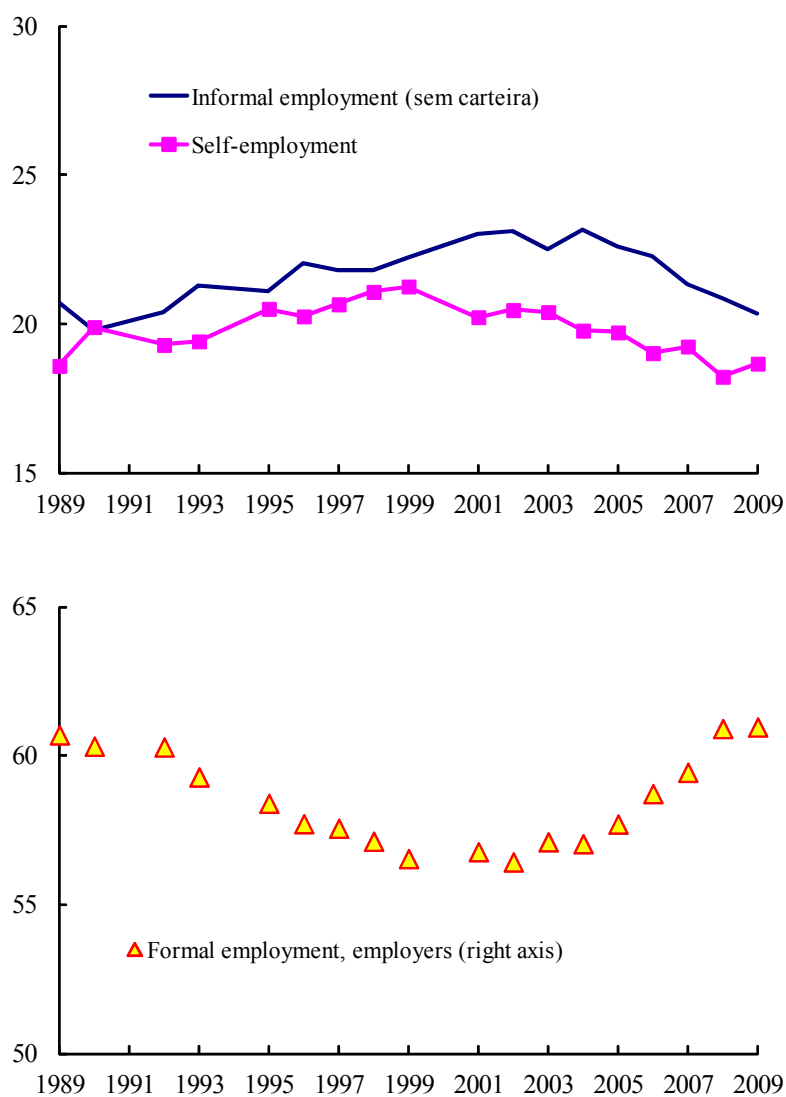 30
Informal employment (sem carteira)
Self-employment
25
20
15
1989 1991 1993 1995 1997 1999 2001 2003 2005 2007 2009
65
60
55
Formal employment, employers (right axis)
50
1989 1991 1993 1995 1997 1999 2001 2003 2005 2007 2009